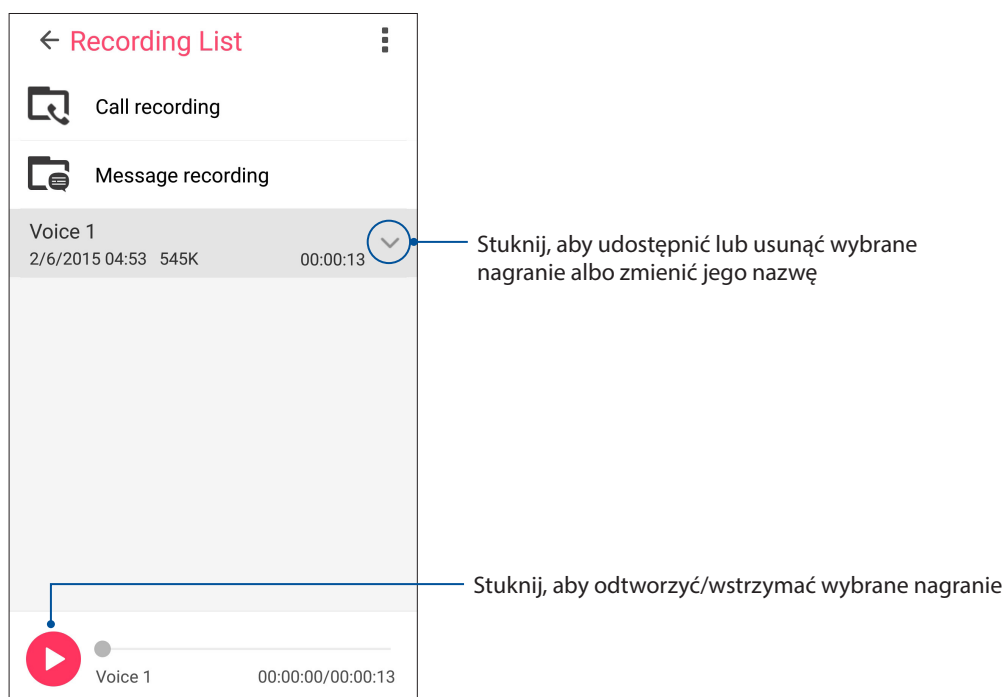 Recording List
Call recording
Message recording
Voice 1
2/6/2015 04:53 545K 00:00:13
Stuknij, aby udostępnić lub usunąć wybrane
nagranie albo zmienić jego nazwę
Stuknij, aby odtworzyć/wstrzymać wybrane nagranie
Voice 1 00:00:00/00:00:13